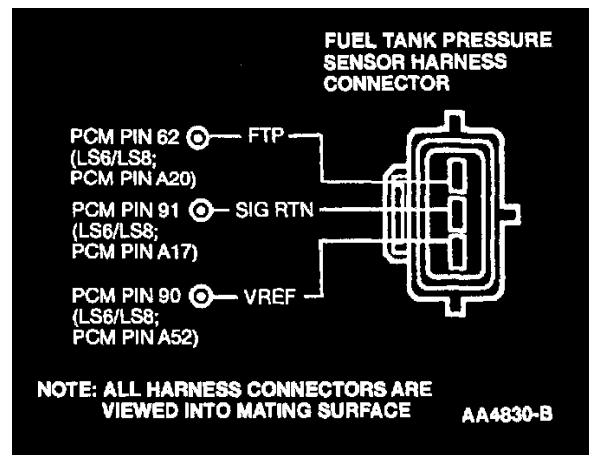 FUEL TANK PRESSURE
SENSOR HARNESS
CONNECTOR
PCM PIN 62
FTP
(LS6/LS8;
PCM PIN A20)
PCM PIN 91
SIG RTN
(LS6/LS8;
PCM PIN A17)
PCM PIN 90
VREF
(LS6/LS8;
PCM PIN A52)
NOTE: ALL HARNESS CONNECTORS ARE
VIEWED INTO MATING SURFACE
AA4830-B